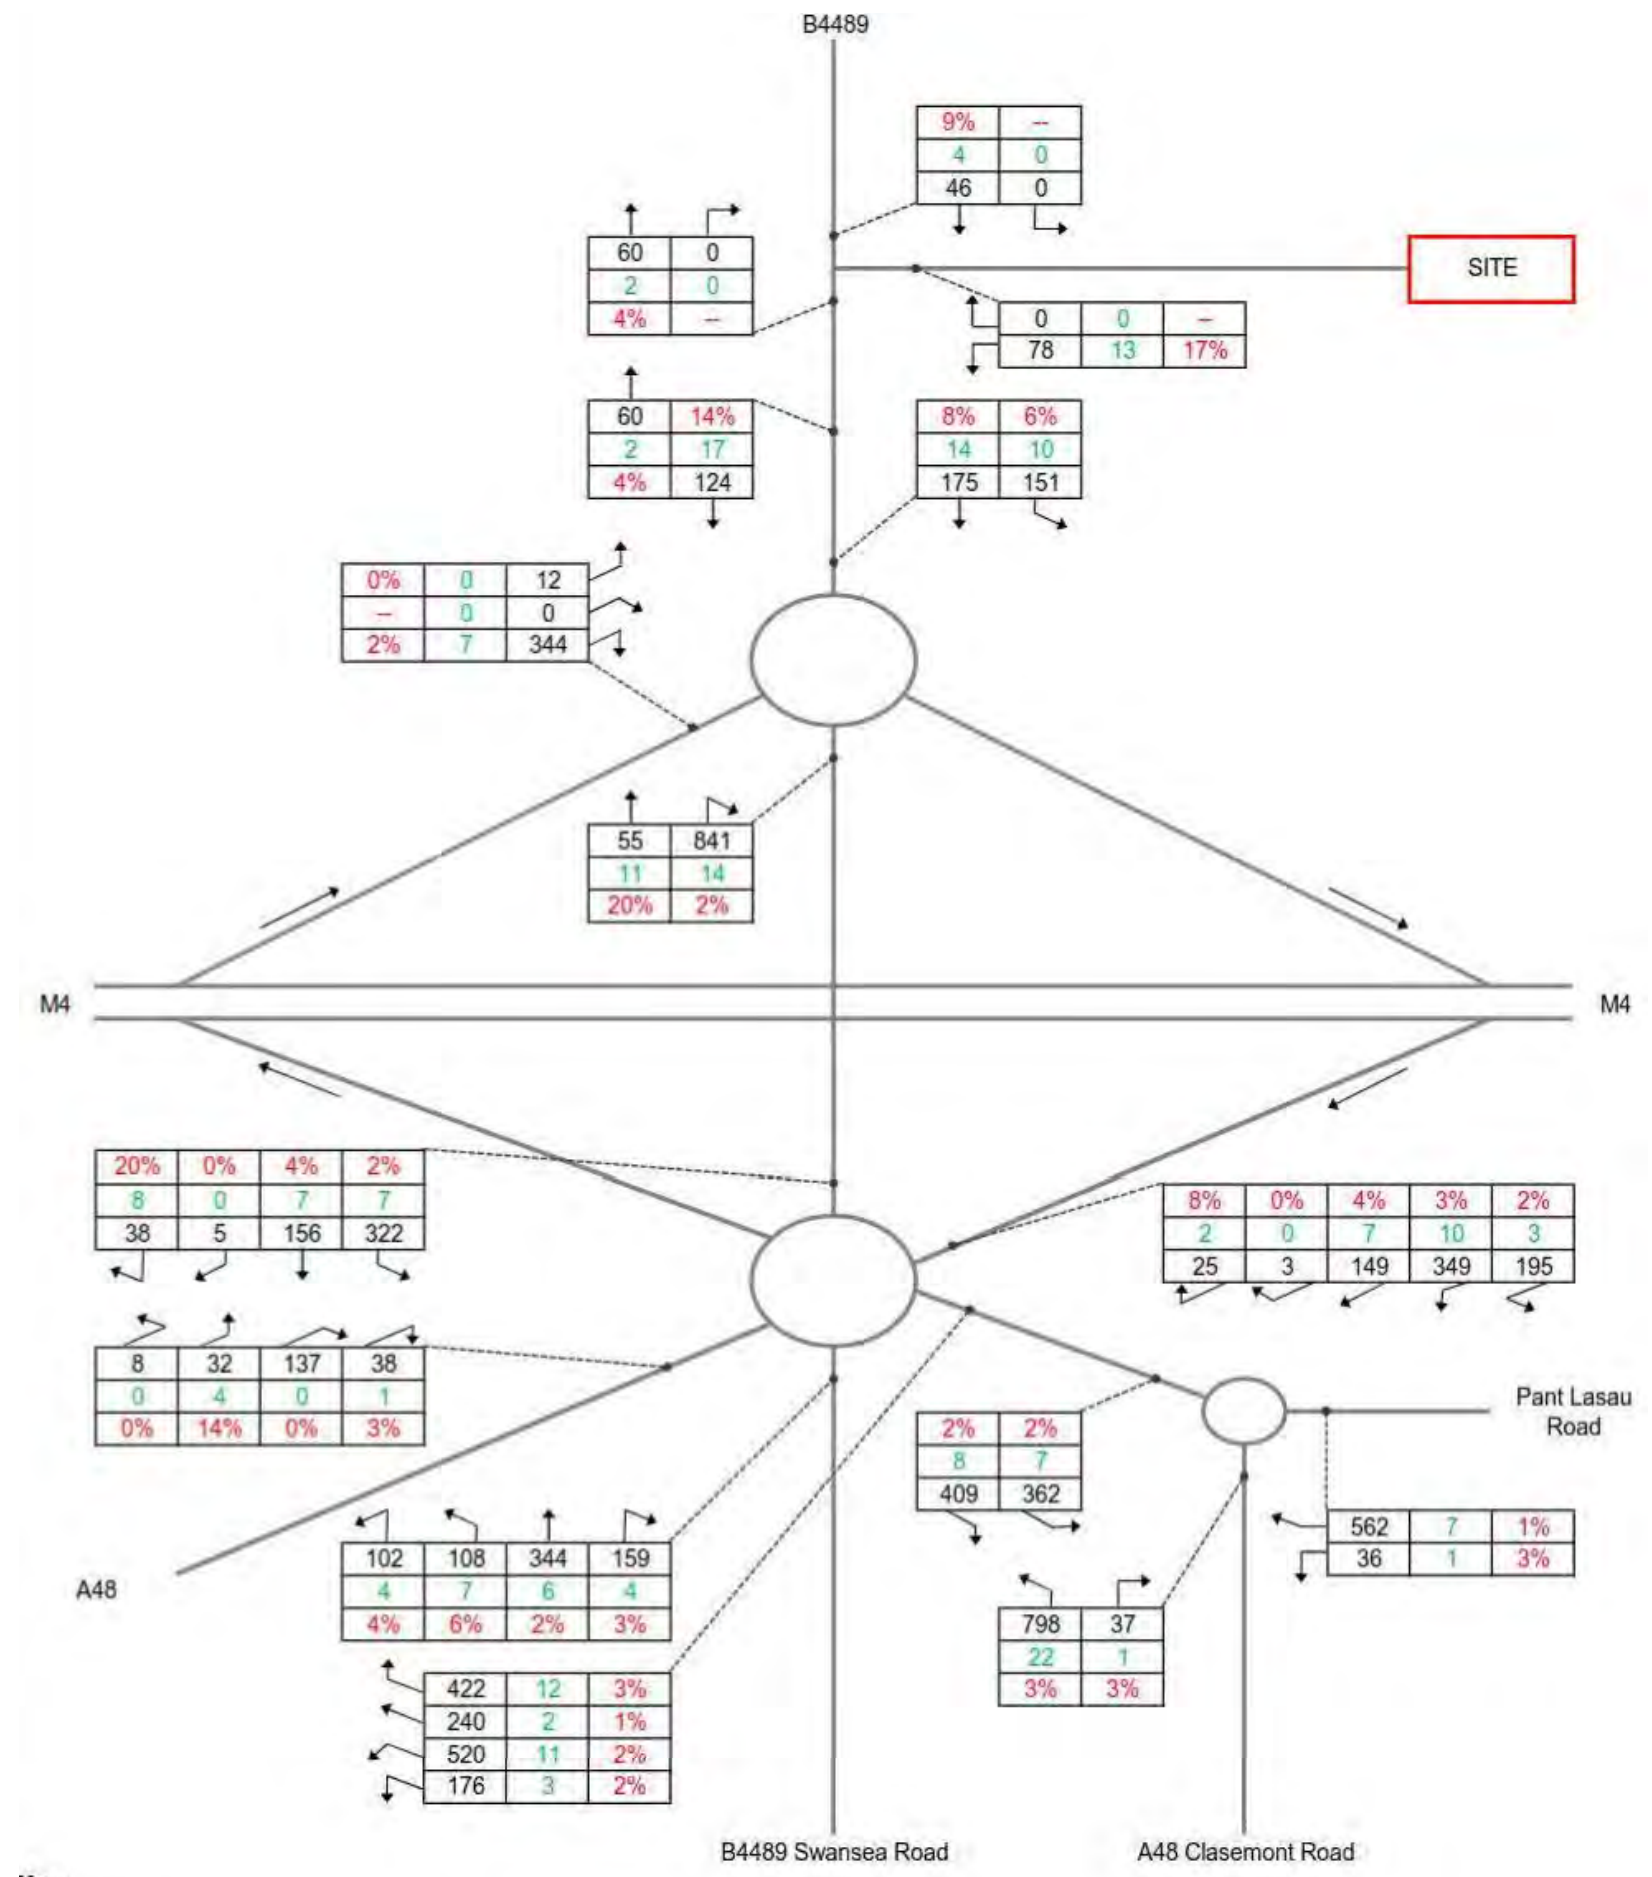 B4489
9% --
4 0
46 0
60 0
2 0
4% --
SITE
0 0 --
78 13 17%
60 14%
2 17
4% 124
8% 6%
14 10
175 151
0% 0 12
-- 0 0
2% 7 344
55 841
11 14
20% 2%
M4
M4
20% 0% 4% 2%
8 0 7 7
38 5 156 322
8% 0% 4% 3% 2%
2 0 7 10 3
25 3 149 349 195
8 32 137 38
0 4 0 1
0% 14% 0% 3%
Pant Lasau
Road
2% 2%
8 7
409 362
562 7 1%
36 1 3%
A48
102 108 344 159
4 7 6 4
4% 6% 2% 3%
798 37
22 1
3% 3%
422 12 3%
240 2 1%
520 11 2%
176 3 2%
B4489 Swansea Road
A48 Clasemont Road